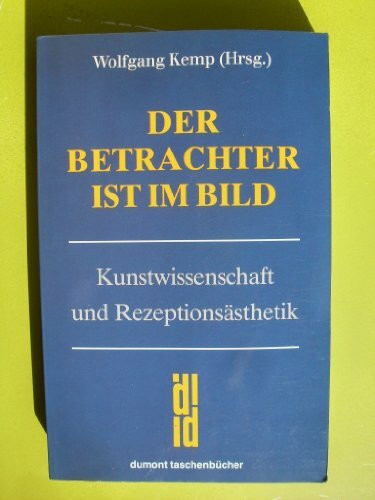 Wolfgang Kemp (Hrsg.)
DER
BETRACHTER
IST IM BILD
Kunstwissenschaft
und Rezeptionsästhetik
dumont taschenbücher